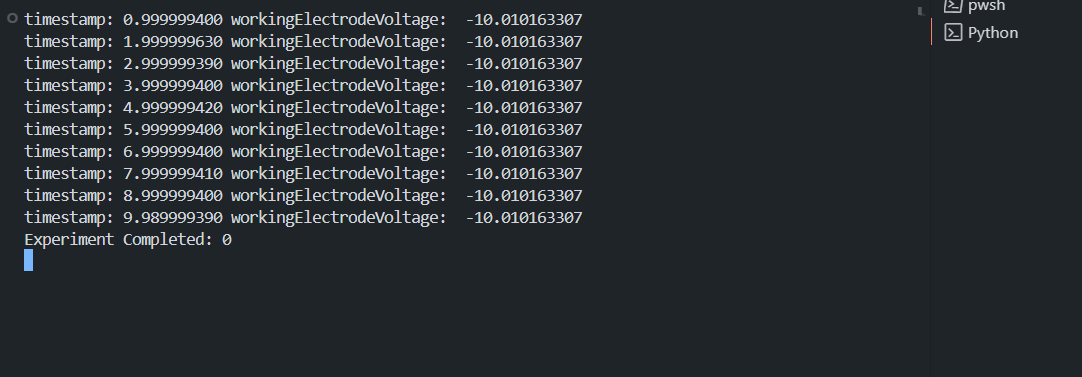 timestamp: 0.999999400 workingElectrodeVoltage:  -10.010163307
timestamp: 1.999999630 workingElectrodeVoltage:  -10.010163307
timestamp: 2.999999390 workingElectrodeVoltage:  -10.010163307
timestamp: 3.999999400 workingElectrodeVoltage:  -10.010163307
timestamp: 4.999999420 workingElectrodeVoltage:  -10.010163307
timestamp: 5.999999400 workingElectrodeVoltage:  -10.010163307
timestamp: 6.999999400 workingElectrodeVoltage:  -10.010163307
timestamp: 7.999999410 workingElectrodeVoltage:  -10.010163307
timestamp: 8.999999400 workingElectrodeVoltage:  -10.010163307
timestamp: 9.989999390 workingElectrodeVoltage:  -10.010163307
Experiment Completed: 0
pwsh
Python